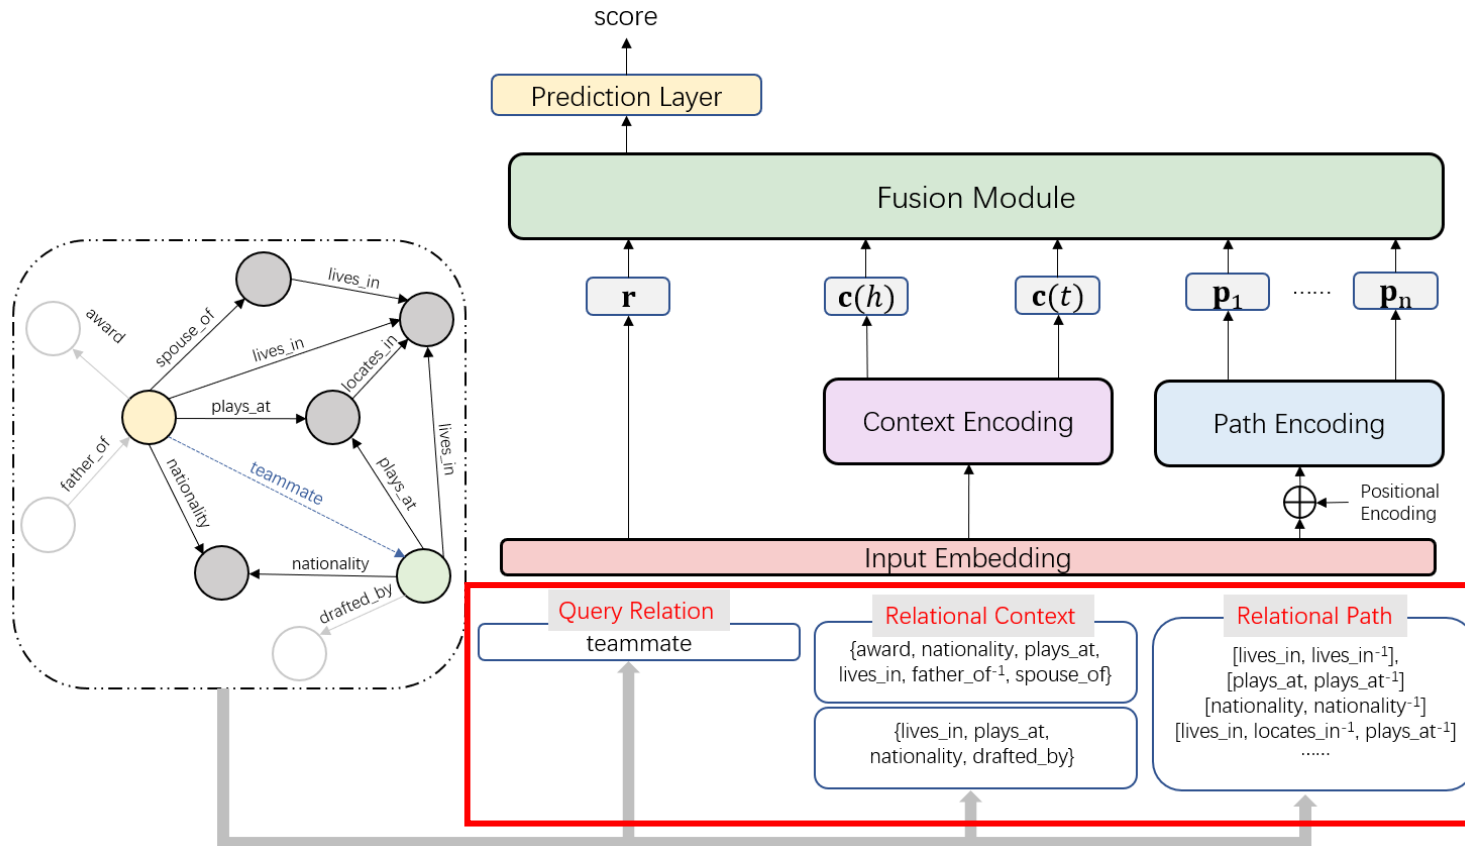 score
Prediction Layer
Fusion Module
r
c(h)
c(t)
p₁
......
pₙ
Context Encoding
Path Encoding
Positional
Encoding
Input Embedding
award
father_of
spouse_of
lives_in
lives_in
locates_in
plays_at
lives_in
plays_at
teammate
nationality
nationality
drafted_by
Query Relation
teammate
Relational Context
{award, nationality, plays_at,
lives_in, father_of⁻¹, spouse_of}
{lives_in, plays_at,
nationality, drafted_by}
Relational Path
[lives_in, lives_in⁻¹],
[plays_at, plays_at⁻¹]
[nationality, nationality⁻¹]
[lives_in, locates_in⁻¹, plays_at⁻¹]
......